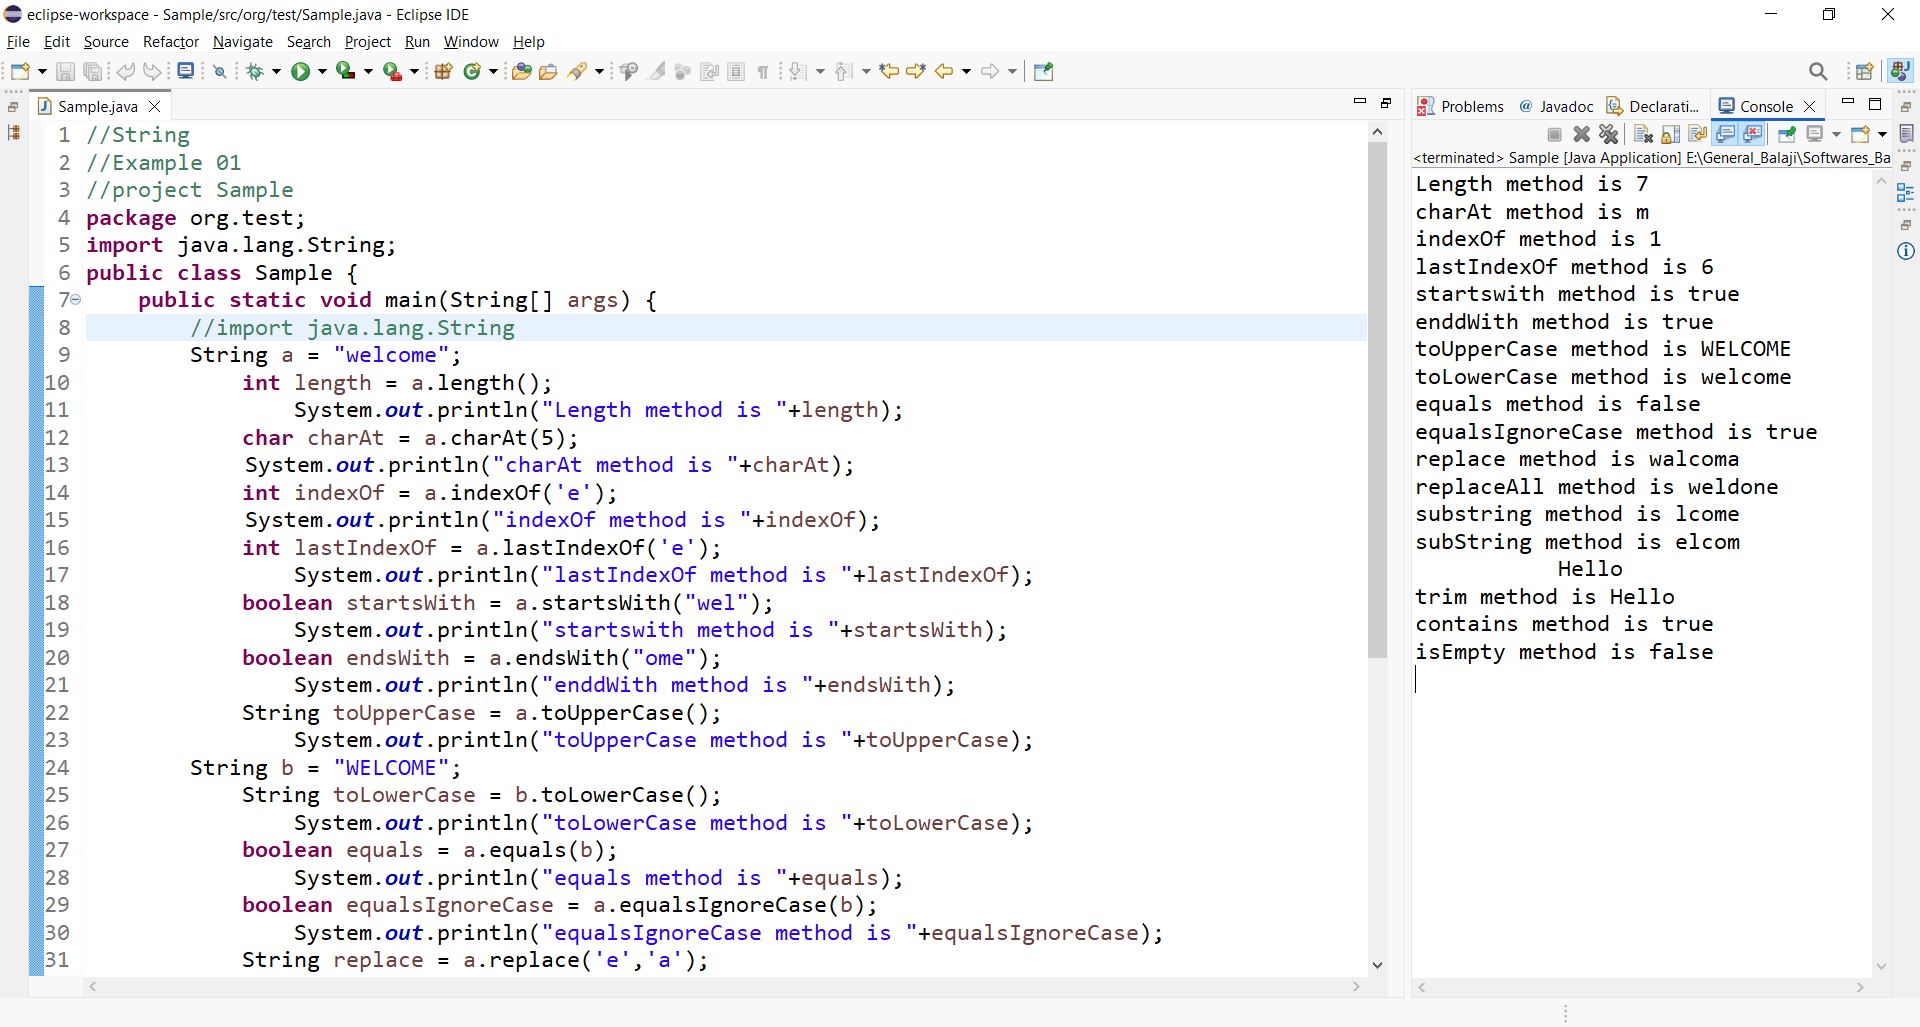 eclipse-workspace - Sample/src/org/test/Sample.java - Eclipse IDE
File Edit Source Refactor Navigate Search Project Run Window Help
Sample.java
1 //String
2 //Example 01
3 //project Sample
4 package org.test;
5 import java.lang.String;
6 public class Sample {
7 public static void main(String[] args) {
8 //import java.lang.String
9 String a = "welcome";
10 int length = a.length();
11 System.out.println("Length method is "+length);
12 char charAt = a.charAt(5);
13 System.out.println("charAt method is "+charAt);
14 int indexOf = a.indexOf('e');
15 System.out.println("indexOf method is "+indexOf);
16 int lastIndexOf = a.lastIndexOf('e');
17 System.out.println("lastIndexOf method is "+lastIndexOf);
18 boolean startsWith = a.startsWith("wel");
19 System.out.println("startswith method is "+startsWith);
20 boolean endsWith = a.endsWith("ome");
21 System.out.println("enddWith method is "+endsWith);
22 String toUpperCase = a.toUpperCase();
23 System.out.println("toUpperCase method is "+toUpperCase);
24 String b = "WELCOME";
25 String toLowerCase = b.toLowerCase();
26 System.out.println("toLowerCase method is "+toLowerCase);
27 boolean equals = a.equals(b);
28 System.out.println("equals method is "+equals);
29 boolean equalsIgnoreCase = a.equalsIgnoreCase(b);
30 System.out.println("equalsIgnoreCase method is "+equalsIgnoreCase);
31 String replace = a.replace('e','a');
Problems @ Javadoc Declarati... Console
<terminated> Sample [Java Application] E:\General_Balaji\Softwares_Ba
Length method is 7
charAt method is m
indexOf method is 1
lastIndexOf method is 6
startswith method is true
enddWith method is true
toUpperCase method is WELCOME
toLowerCase method is welcome
equals method is false
equalsIgnoreCase method is true
replace method is walcoma
replaceAll method is weldone
substring method is lcome
subString method is elcom
Hello
trim method is Hello
contains method is true
isEmpty method is false